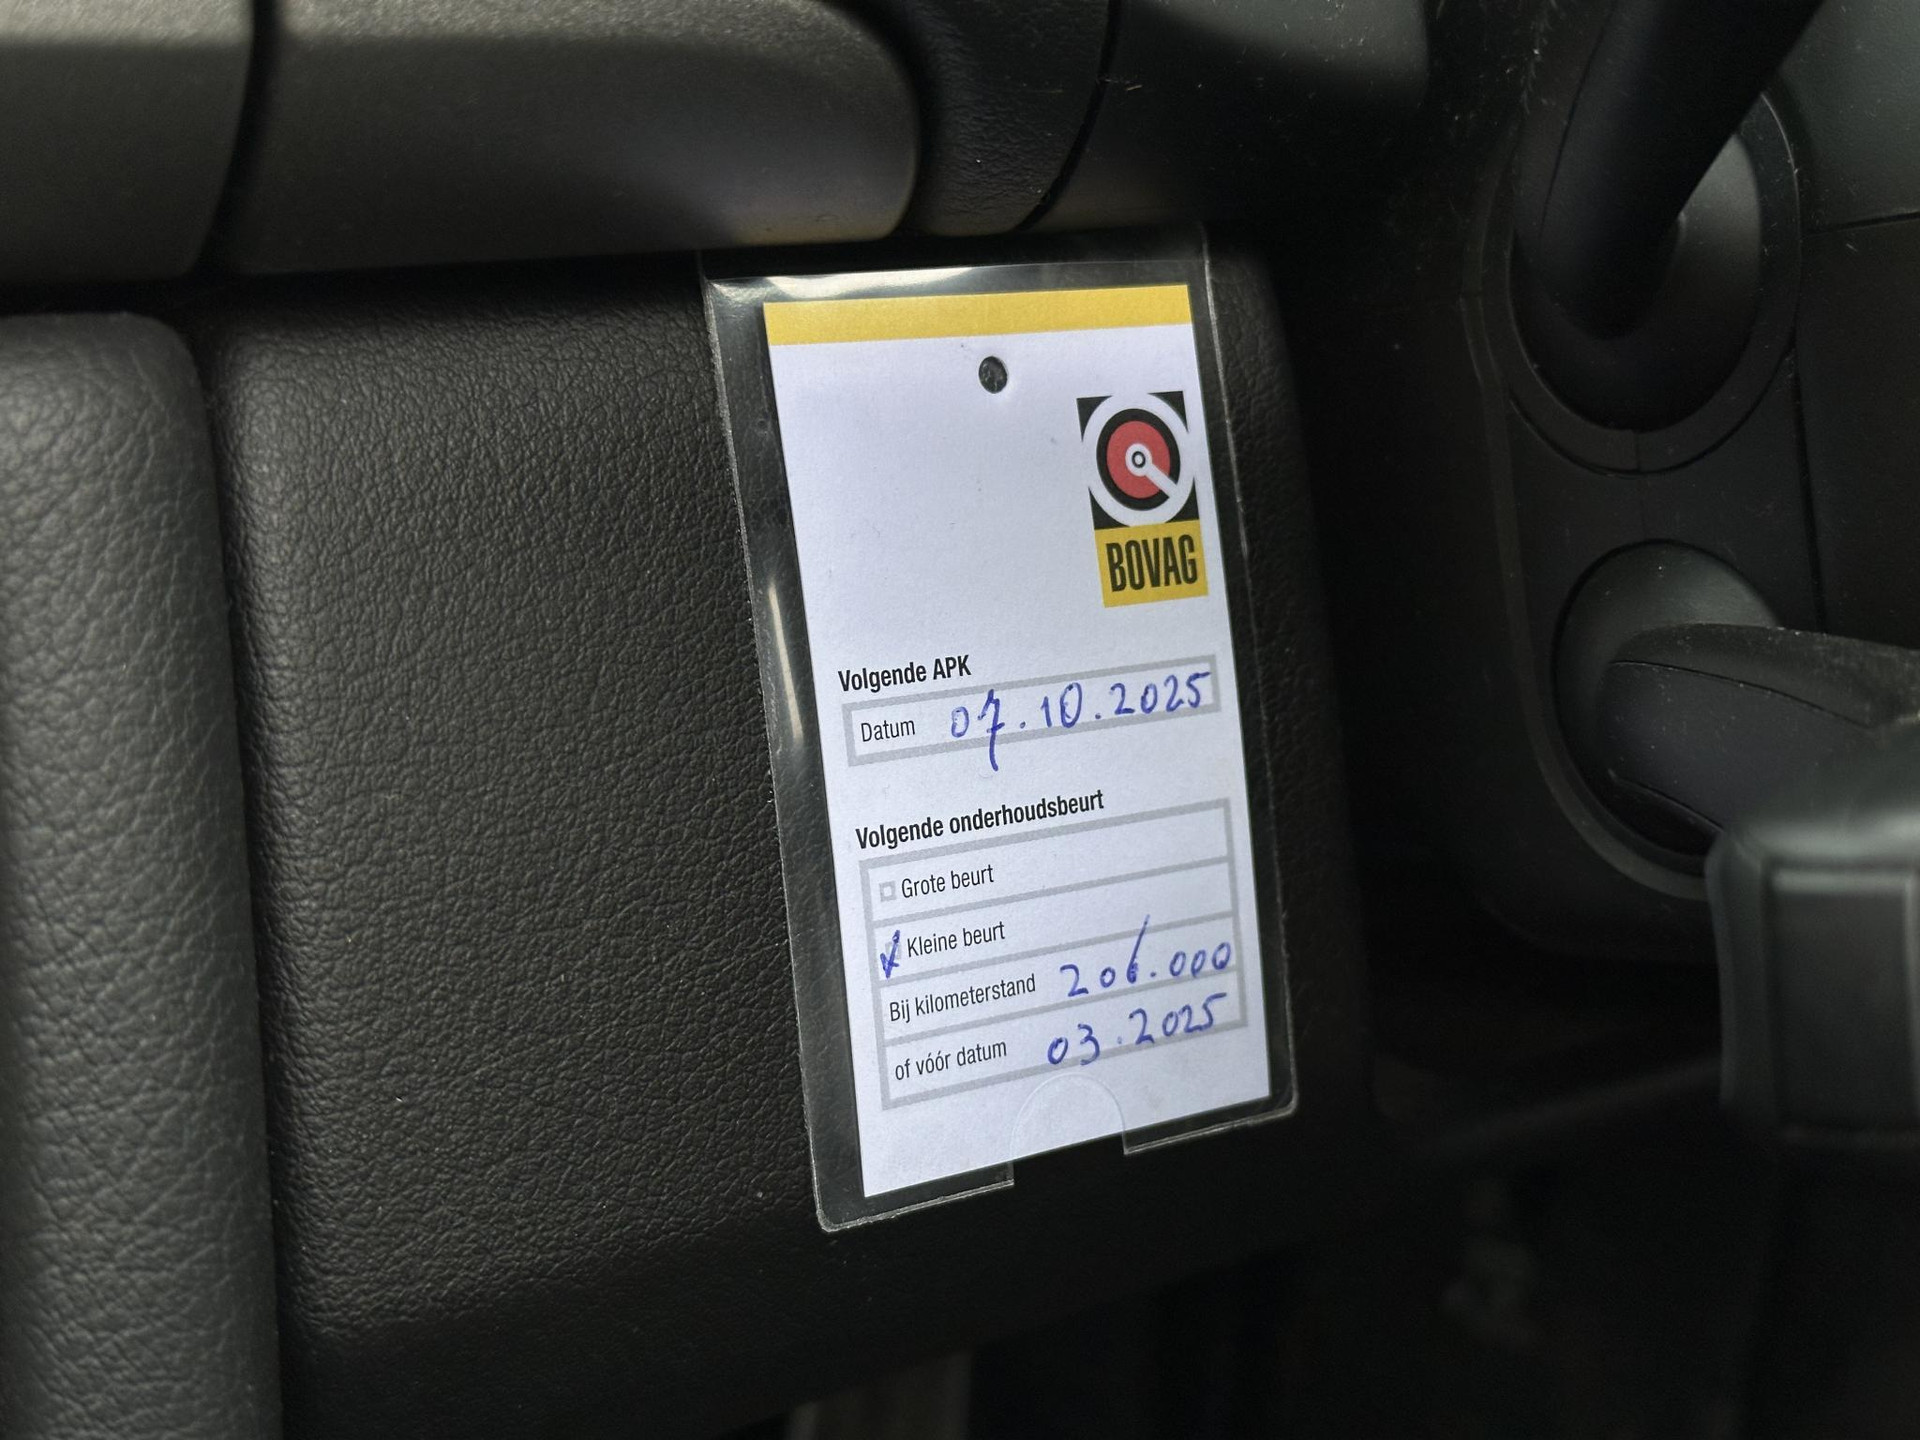 BOVAG
Volgende APK
Datum 07.10.2025
Volgende onderhoudsbeurt
Grote beurt
Kleine beurt
Bij kilometerstand 206.000
of vóór datum 03.2025